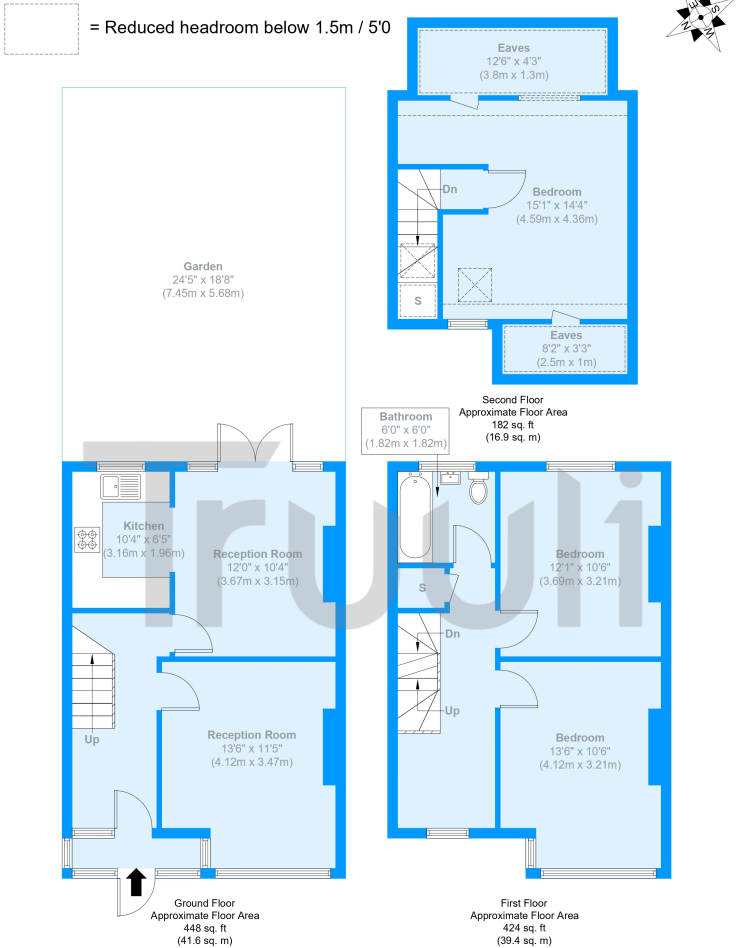 = Reduced headroom below 1.5m / 5'0
S
W
N
E
Eaves
12'6" x 4'3"
(3.8m x 1.3m)
Dn
Bedroom
15'1" x 14'4"
(4.59m x 4.36m)
S
Eaves
8'2" x 3'3"
(2.5m x 1m)
Second Floor
Approximate Floor Area
182 sq. ft
(16.9 sq. m)
Garden
24'5" x 18'8"
(7.45m x 5.68m)
Kitchen
10'4" x 6'5"
(3.16m x 1.96m)
Reception Room
12'0" x 10'4"
(3.67m x 3.15m)
Up
Reception Room
13'6" x 11'5"
(4.12m x 3.47m)
Ground Floor
Approximate Floor Area
448 sq. ft
(41.6 sq. m)
Bathroom
6'0" x 6'0"
(1.82m x 1.82m)
Bedroom
12'1" x 10'6"
(3.69m x 3.21m)
S
Dn
Up
Bedroom
13'6" x 10'6"
(4.12m x 3.21m)
First Floor
Approximate Floor Area
424 sq. ft
(39.4 sq. m)
Truuli